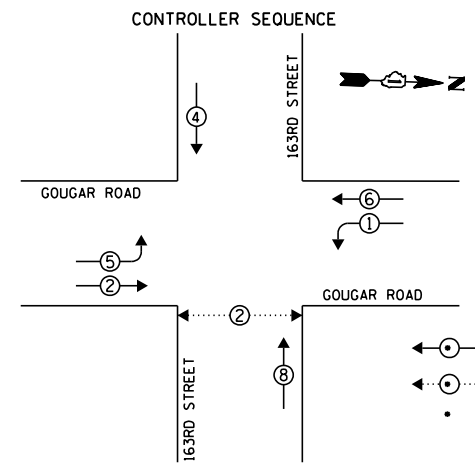 CONTROLLER SEQUENCE
163RD STREET
N
4
GOUGAR ROAD
6
1
5
2
GOUGAR ROAD
2
8
163RD STREET